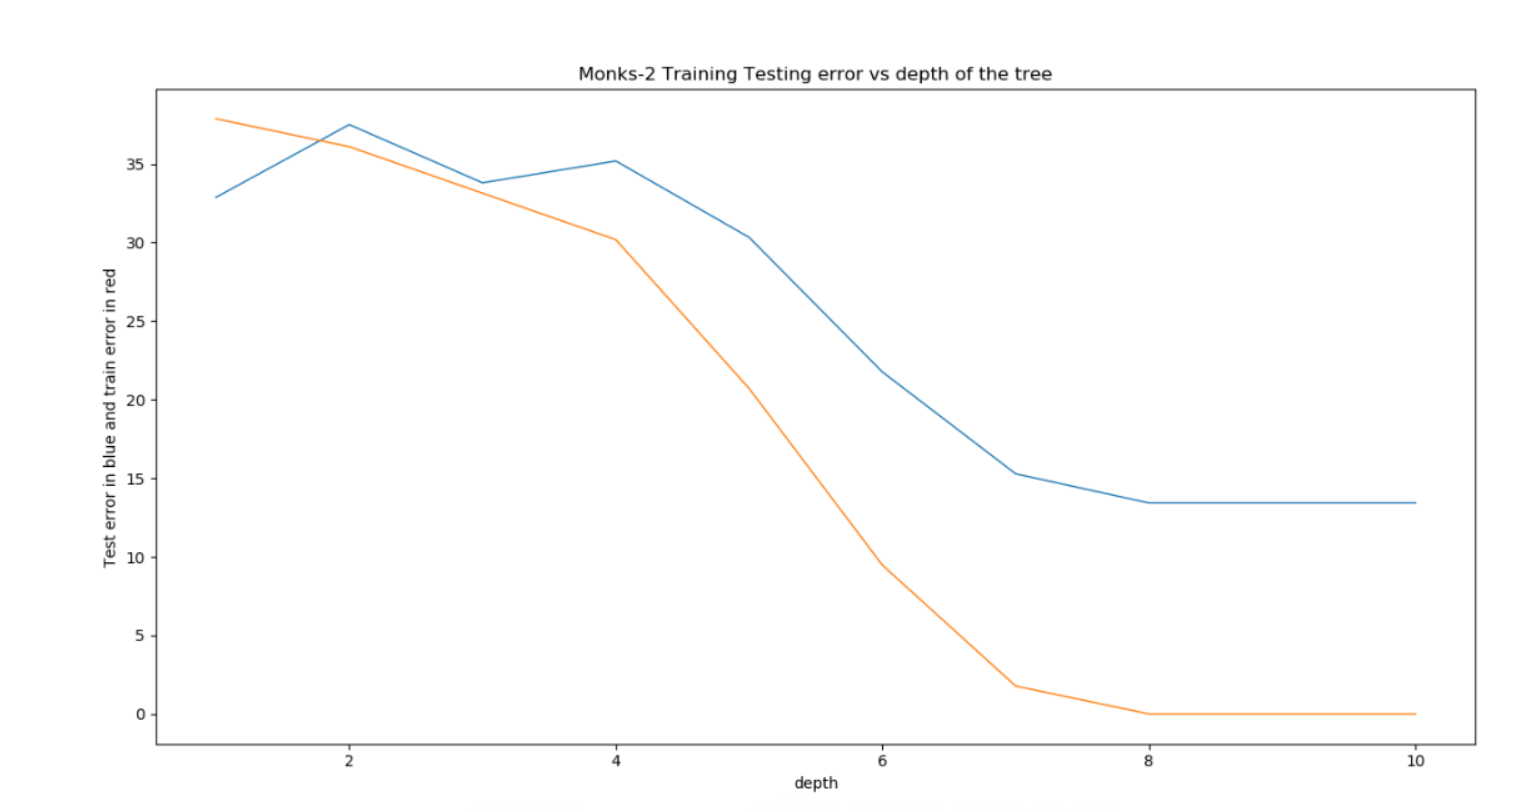 Monks-2 Training Testing error vs depth of the tree
Test error in blue and train error in red
35
30
25
20
15
10
5
0
2 4 6 8 10
depth